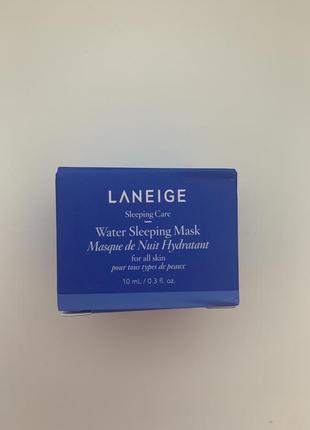 LANEIGE
Sleeping Care
Water Sleeping Mask
Masque de Nuit Hydratant
for all skin
pour tous types de peaux
10 mL / 0.3 fl. oz.